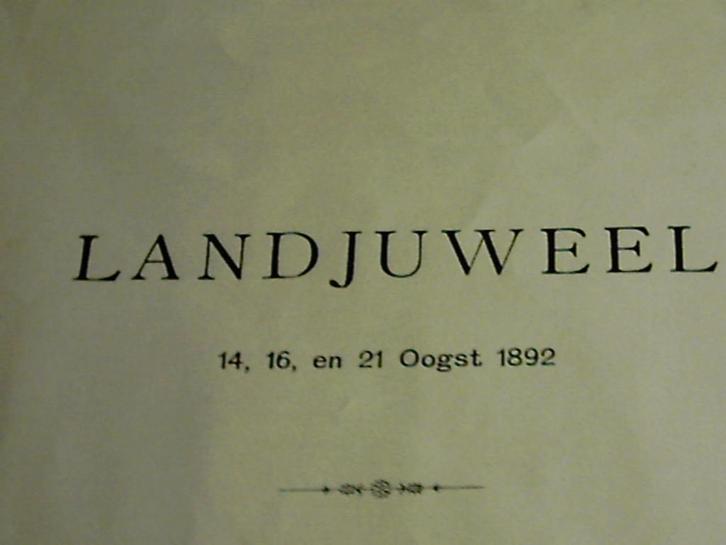 LANDJUWEEL
14, 16, en 21 Oogst 1892